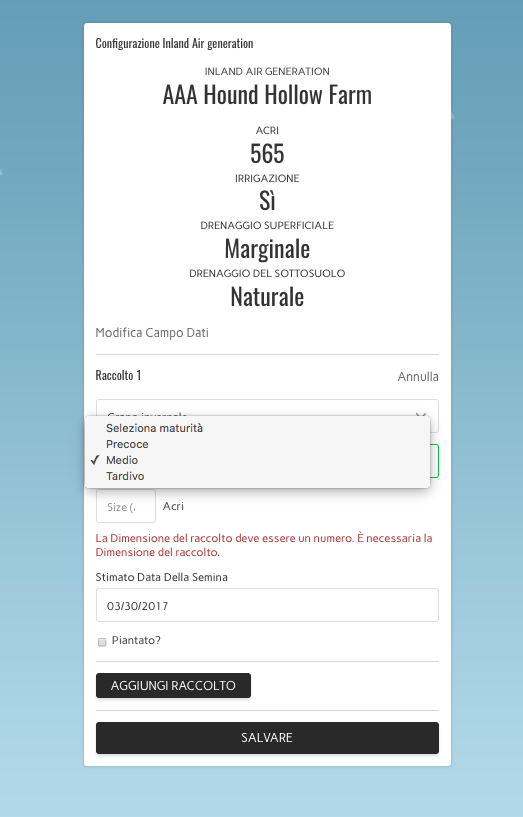 Configurazione Inland Air generation
INLAND AIR GENERATION
AAA Hound Hollow Farm
ACRI
565
IRRIGAZIONE
Sì
DRENAGGIO SUPERFICIALE
Marginale
DRENAGGIO DEL SOTTOSUOLO
Naturale
Modifica Campo Dati
Raccolto 1 Annulla
Seleziona maturità
Precoce
✓ Medio
Tardivo
Size (, Acri
La Dimensione del raccolto deve essere un numero. È necessaria la
Dimensione del raccolto.
Stimato Data Della Semina
03/30/2017
Piantato?
AGGIUNGI RACCOLTO
SALVARE